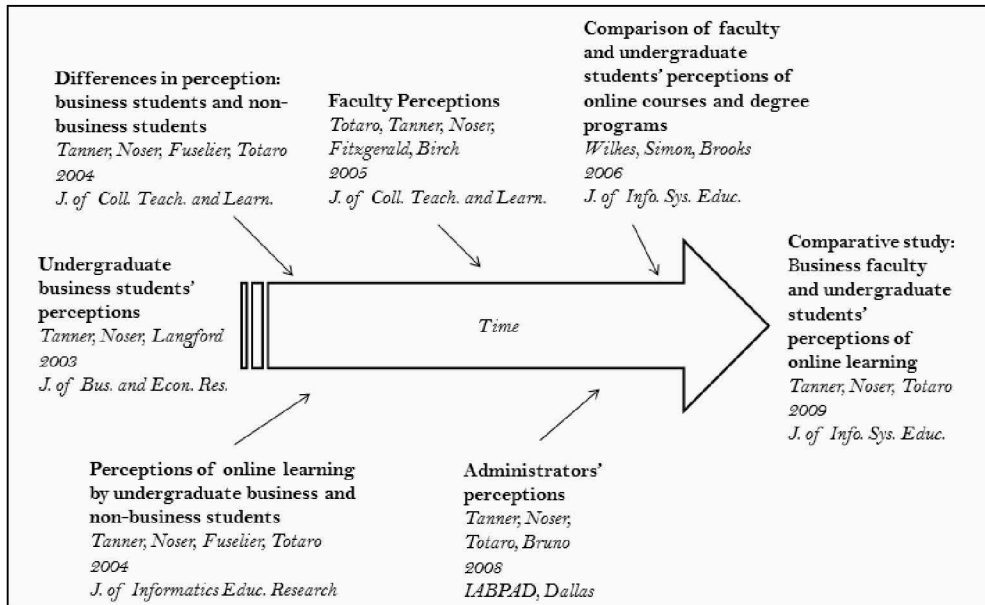 Undergraduate
business students'
perceptions
Tanner, Noser, Langford
2003
J. of Bus. and Econ. Res.
Differences in perception:
business students and non-
business students
Tanner, Noser, Fuselier, Totaro
2004
J. of Coll. Teach. and Learn.
Perceptions of online learning
by undergraduate business and
non-business students
Tanner, Noser, Fuselier, Totaro
2004
J. of Informatics Educ. Research
Faculty Perceptions
Totaro, Tanner, Noser,
Fitzgerald, Birch
2005
J. of Coll. Teach. and Learn.
Comparison of faculty
and undergraduate
students' perceptions of
online courses and degree
programs
Wilkes, Simon, Brooks
2006
J. of Info. Sys. Educ.
Time
Administrators'
perceptions
Tanner, Noser,
Totaro, Bruno
2008
IABPAD, Dallas
Comparative study:
Business faculty
and undergraduate
students'
perceptions of
online learning
Tanner, Noser, Totaro
2009
J. of Info. Sys. Educ.